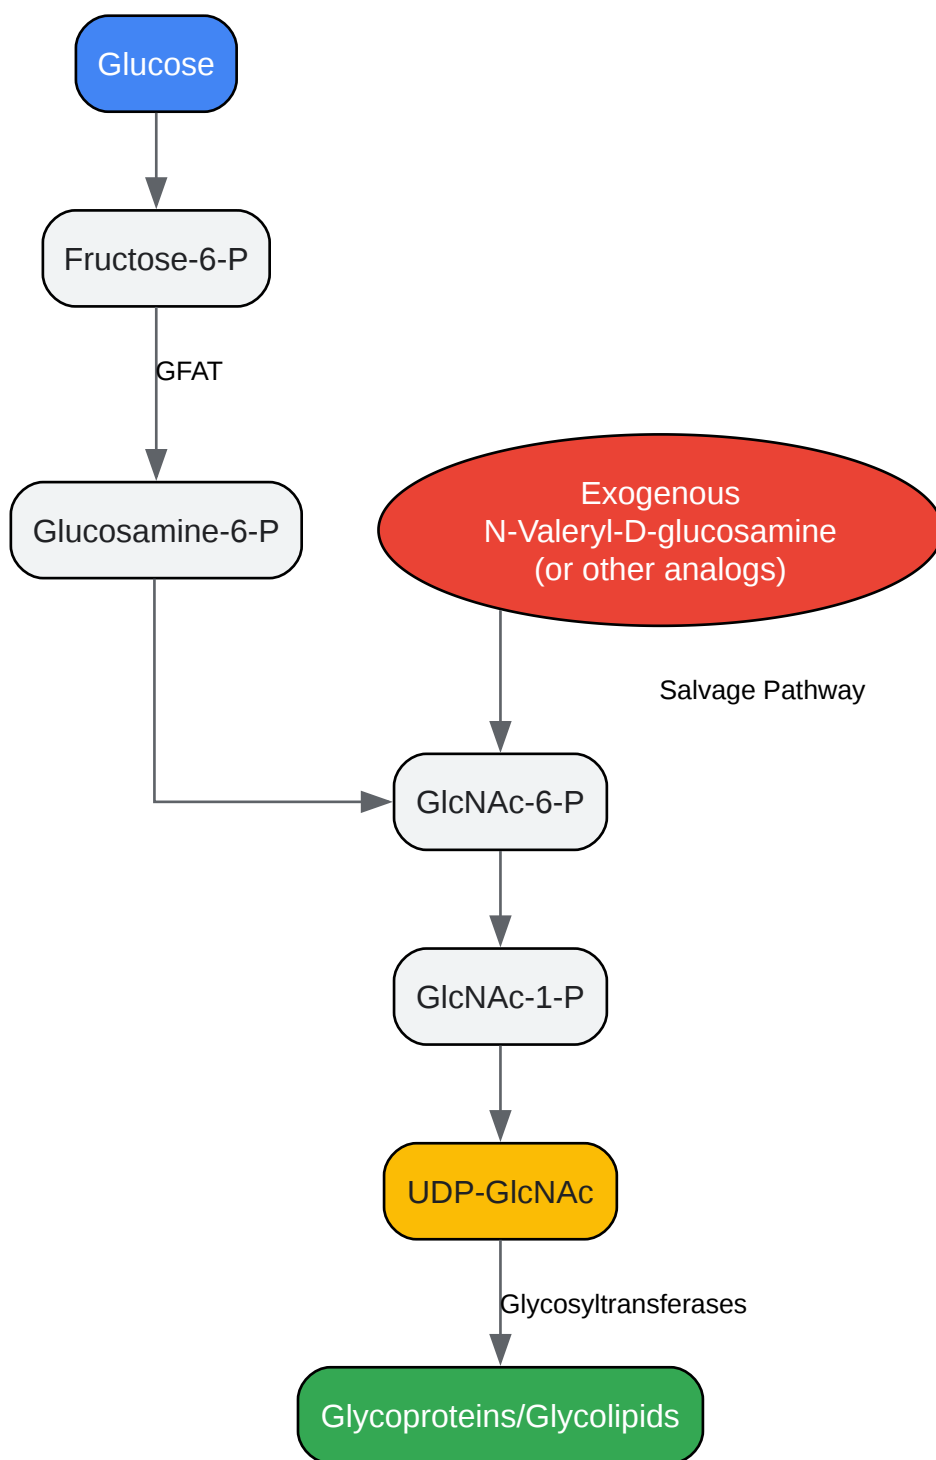 Glucose
Fructose-6-P
GFAT
Glucosamine-6-P
Exogenous
N-Valeryl-D-glucosamine
(or other analogs)
Salvage Pathway
GlcNAc-6-P
GlcNAc-1-P
UDP-GlcNAc
Glycosyltransferases
Glycoproteins/Glycolipids